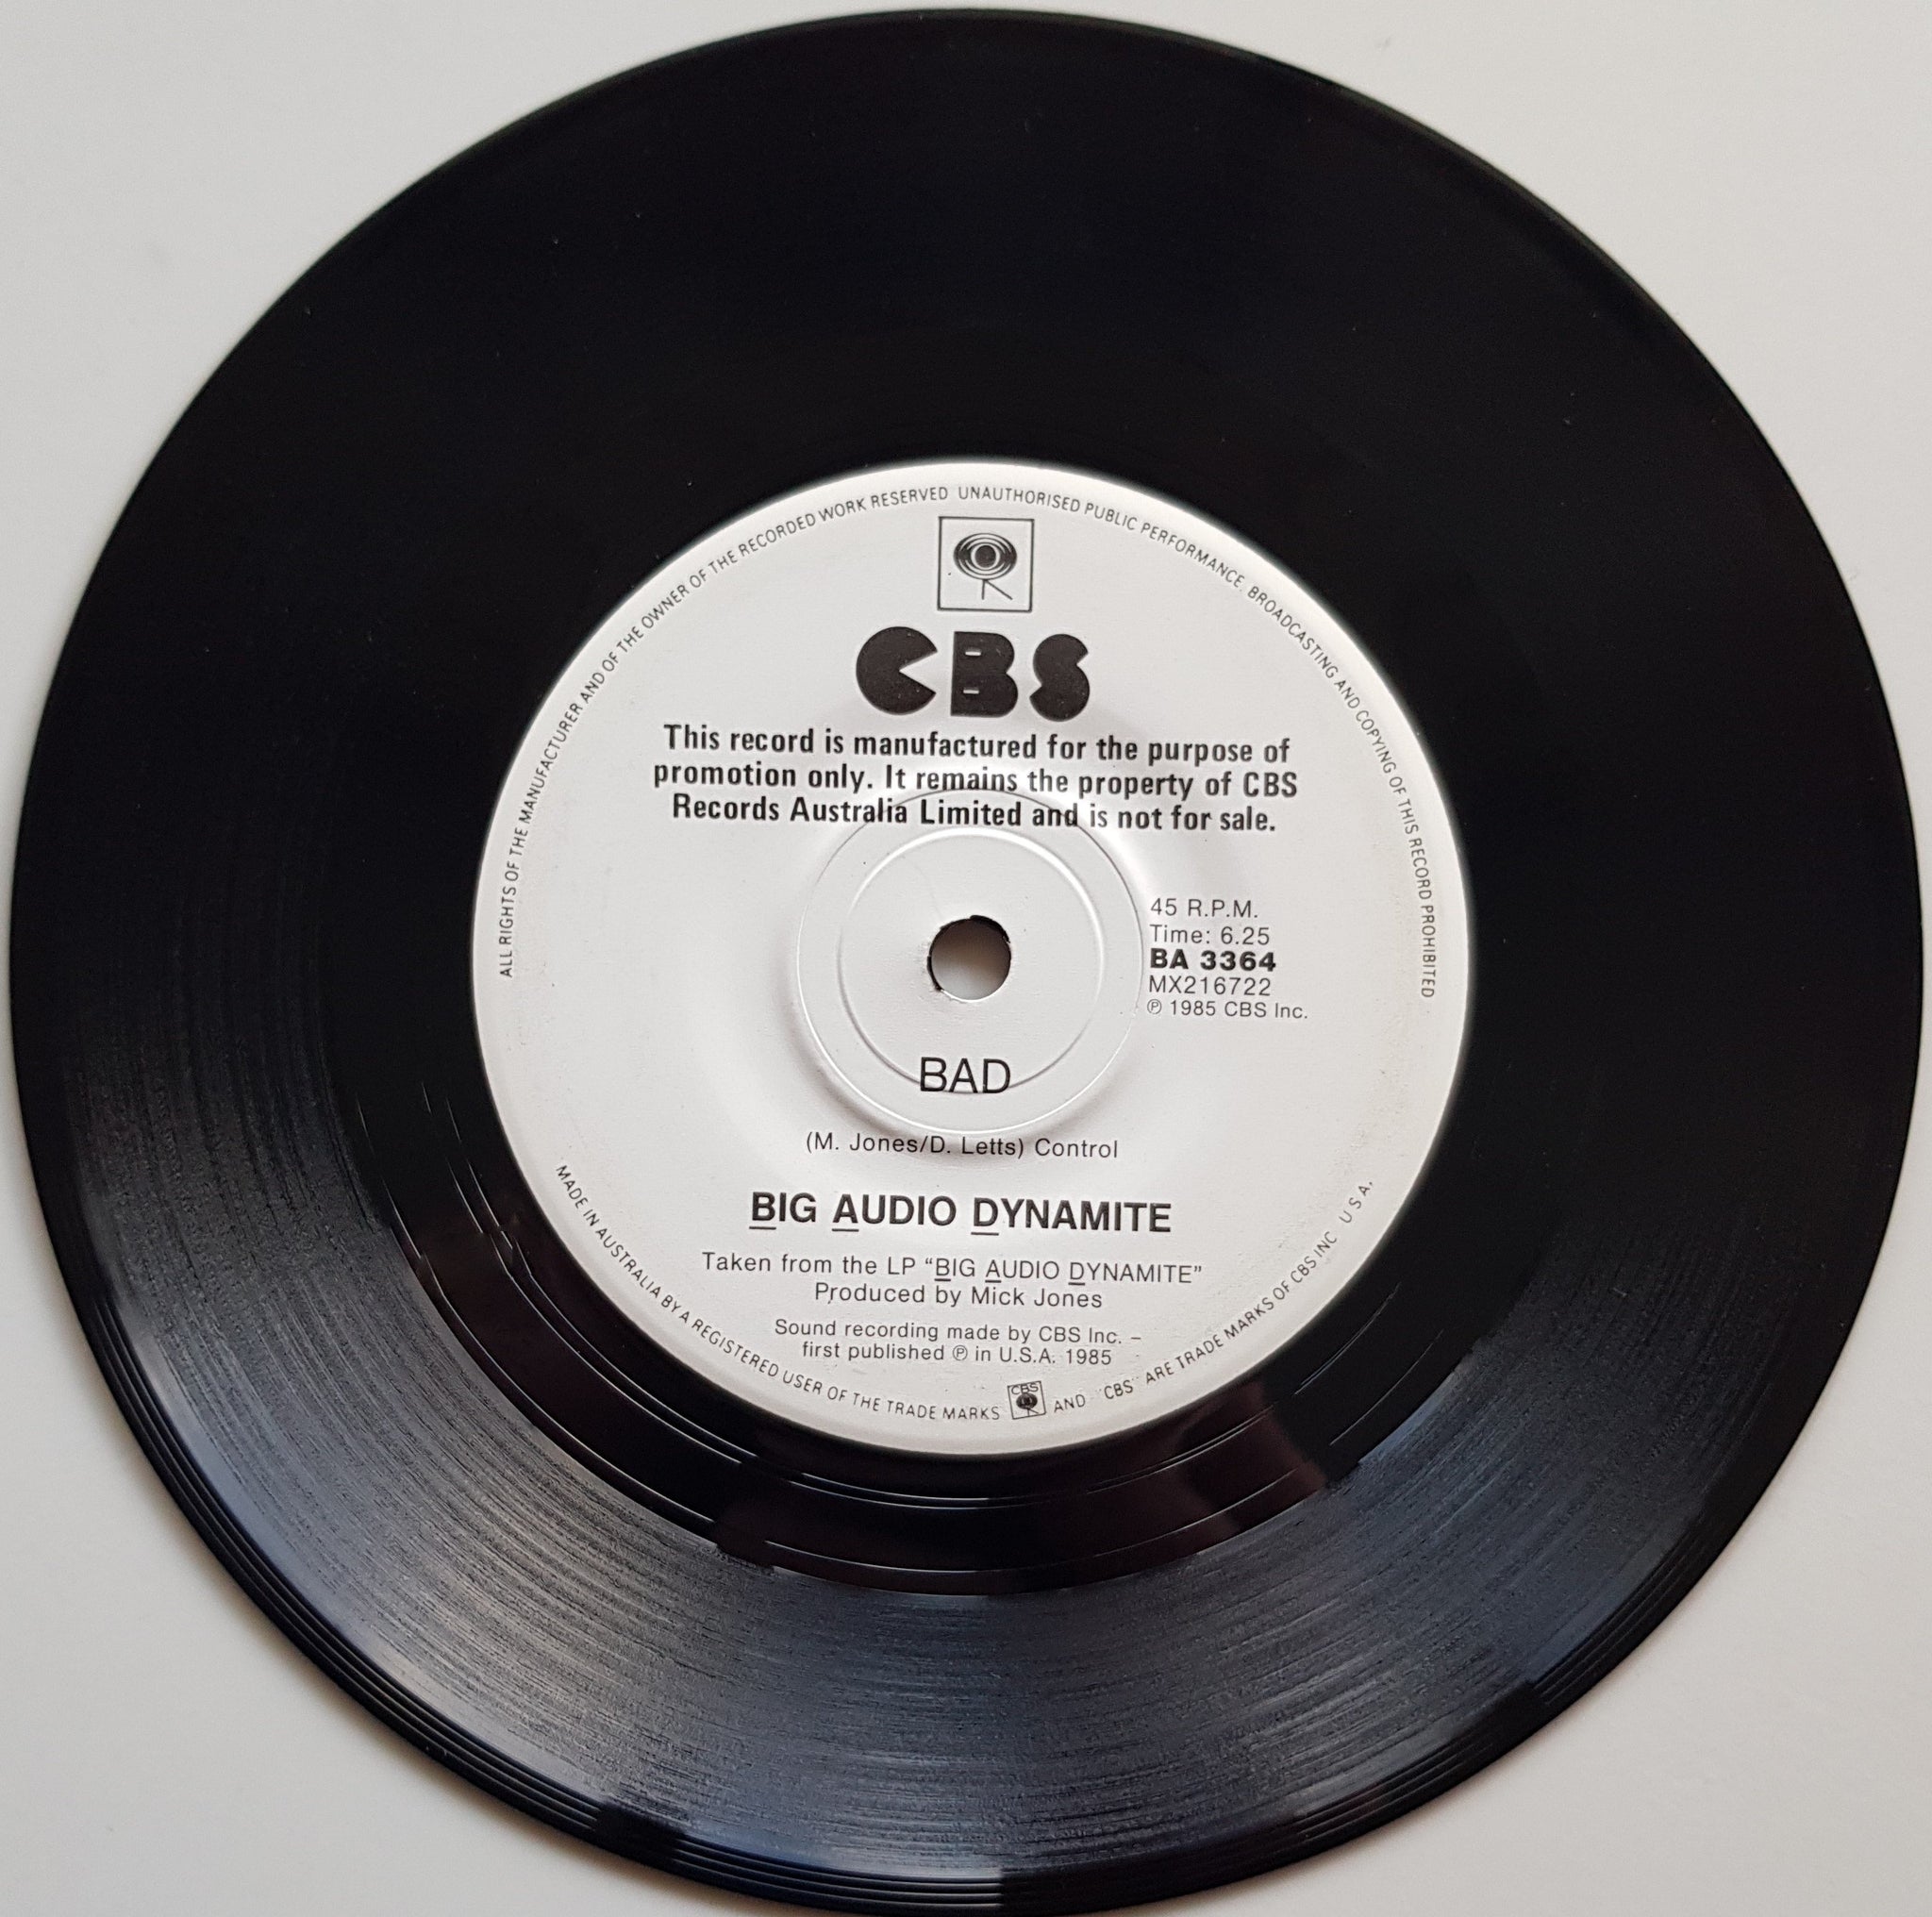 ALL RIGHTS OF THE MANUFACTURER AND OF THE OWNER OF THE RECORDED WORK RESERVED UNAUTHORISED PUBLIC PERFORMANCE. BROADCASTING AND COPYING OF THIS RECORD PROHIBITED
CBS
This record is manufactured for the purpose of
promotion only. It remains the property of CBS
Records Australia Limited and is not for sale.
45 R.P.M.
Time: 6.25
BA 3364
MX216722
℗ 1985 CBS Inc.
BAD
(M. Jones/D. Letts) Control
BIG AUDIO DYNAMITE
Taken from the LP “BIG AUDIO DYNAMITE”
Produced by Mick Jones
Sound recording made by CBS Inc. –
first published ℗ in U.S.A. 1985
MADE IN AUSTRALIA BY A REGISTERED USER OF THE TRADE MARKS CBS AND "CBS" ARE TRADE MARKS OF CBS INC U S A.